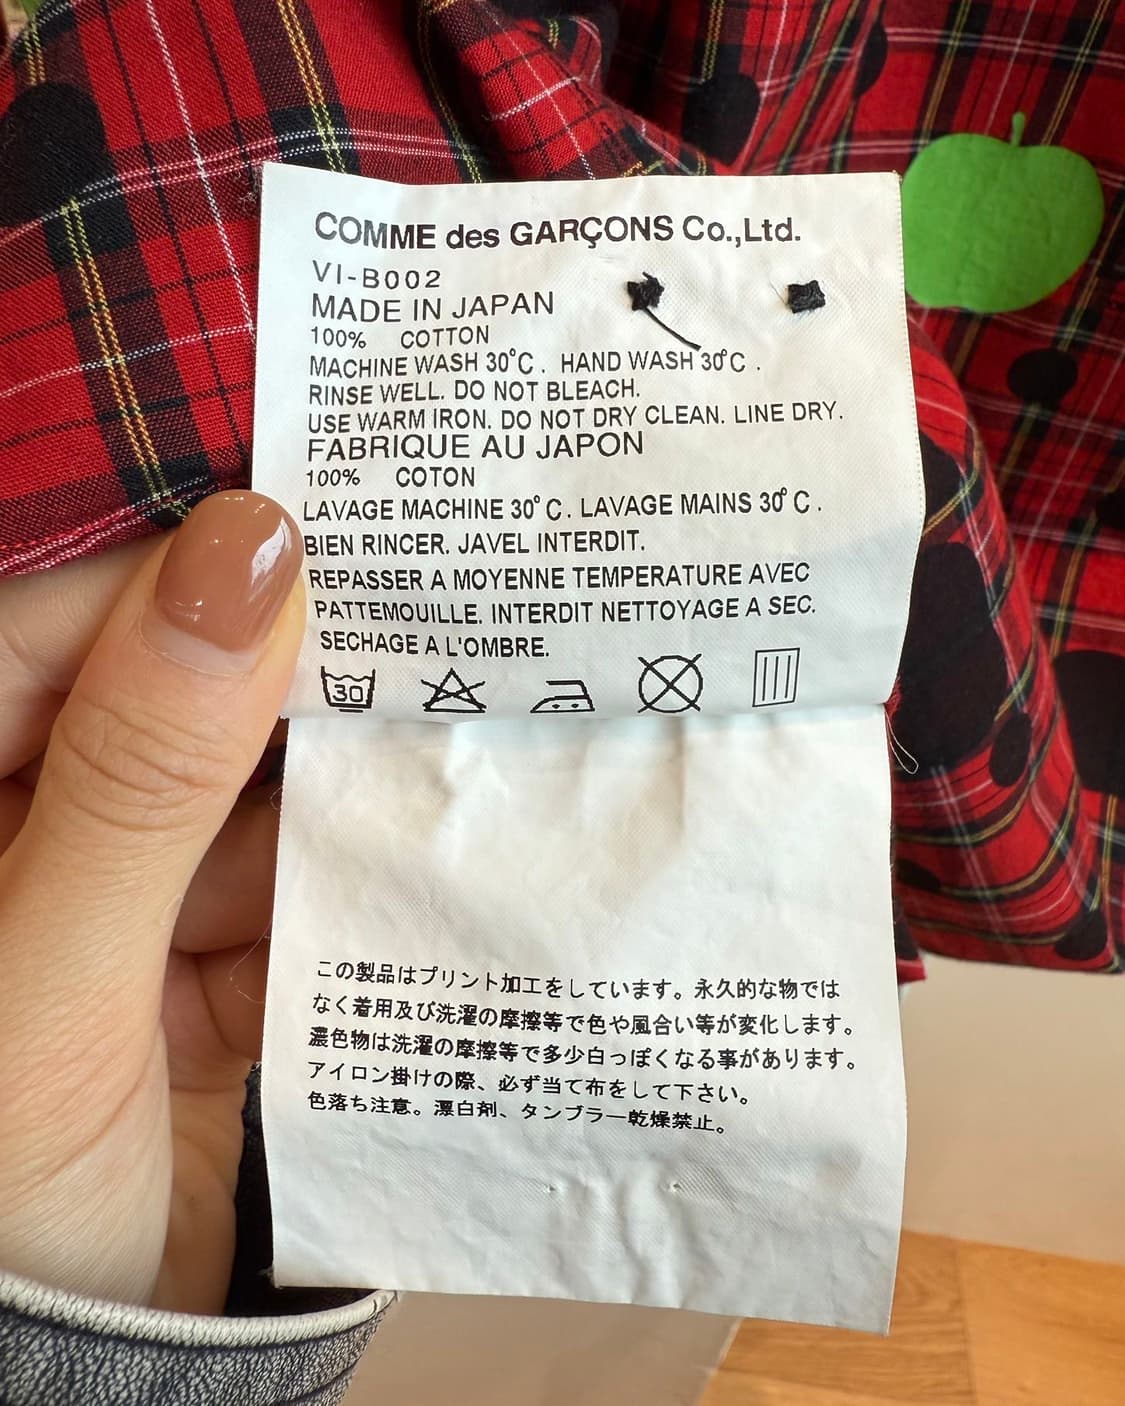 COMME des GARÇONS Co.,Ltd.
VI-B002
MADE IN JAPAN
100% COTTON
MACHINE WASH 30°C. HAND WASH 30°C.
RINSE WELL. DO NOT BLEACH.
USE WARM IRON. DO NOT DRY CLEAN. LINE DRY.
FABRIQUE AU JAPON
100% COTON
LAVAGE MACHINE 30°C. LAVAGE MAINS 30°C.
BIEN RINCER. JAVEL INTERDIT.
REPASSER A MOYENNE TEMPERATURE AVEC
PATTEMOUILLE. INTERDIT NETTOYAGE A SEC.
SECHAGE A L'OMBRE.
30
この製品はプリント加工をしています。永久的な物では
なく着用及び洗濯の摩擦等で色や風合い等が変化します。
濃色物は洗濯の摩擦等で多少白っぽくなる事があります。
アイロン掛けの際、必ず当て布をして下さい。
色落ち注意。漂白剤、タンブラー乾燥禁止。